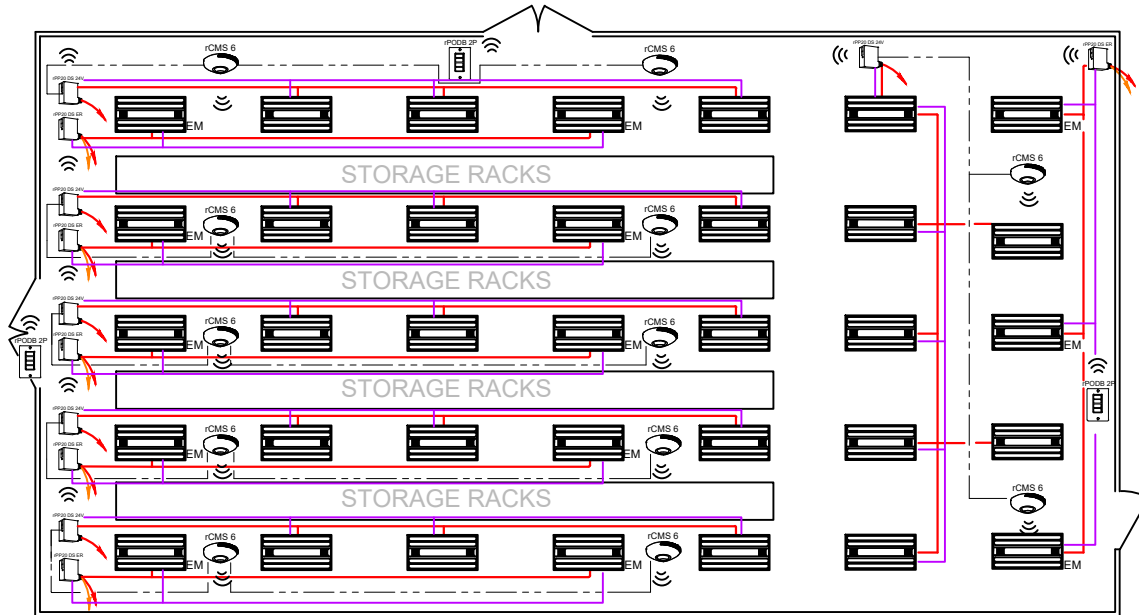 rCMS 6
rPODB 2P
rCMS 6
rPP20 DS 24V
rPP20 DS ER
rPP20 DS 24V
rPP20 DS ER
EM
EM
EM
STORAGE RACKS
rCMS 6
rPP20 DS 24V
rCMS 6
rCMS 6
rPP20 DS ER
EM
EM
STORAGE RACKS
rPP20 DS 24V
rCMS 6
rCMS 6
rPODB 2P
rPP20 DS ER
EM
EM
EM
STORAGE RACKS
rPODB 2P
rPP20 DS 24V
rCMS 6
rCMS 6
rPP20 DS ER
EM
EM
STORAGE RACKS
rCMS 6
rPP20 DS 24V
rCMS 6
rCMS 6
rPP20 DS ER
EM
EM
EM